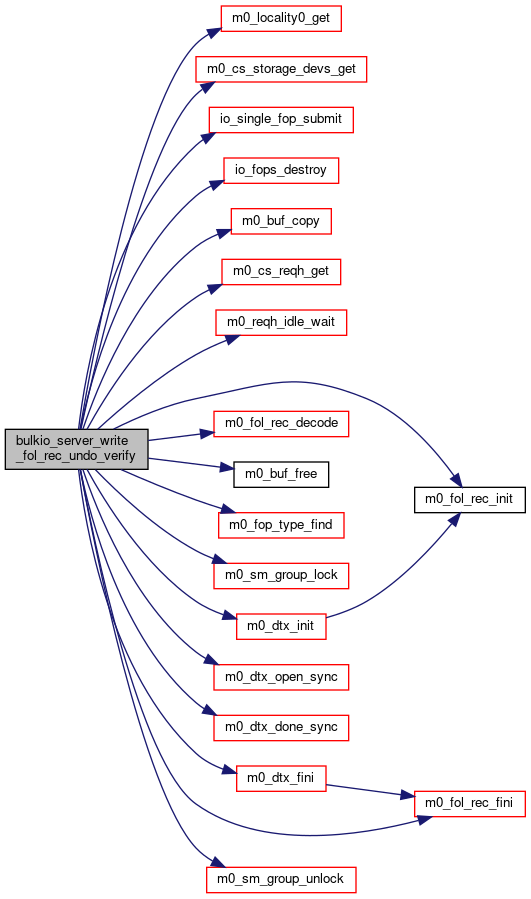 m0_locality0_get
m0_cs_storage_devs_get
io_single_fop_submit
io_fops_destroy
m0_buf_copy
m0_cs_reqh_get
m0_reqh_idle_wait
m0_fol_rec_decode
bulkio_server_write
_fol_rec_undo_verify
m0_buf_free
m0_fol_rec_init
m0_fop_type_find
m0_sm_group_lock
m0_dtx_init
m0_dtx_open_sync
m0_dtx_done_sync
m0_dtx_fini
m0_fol_rec_fini
m0_sm_group_unlock